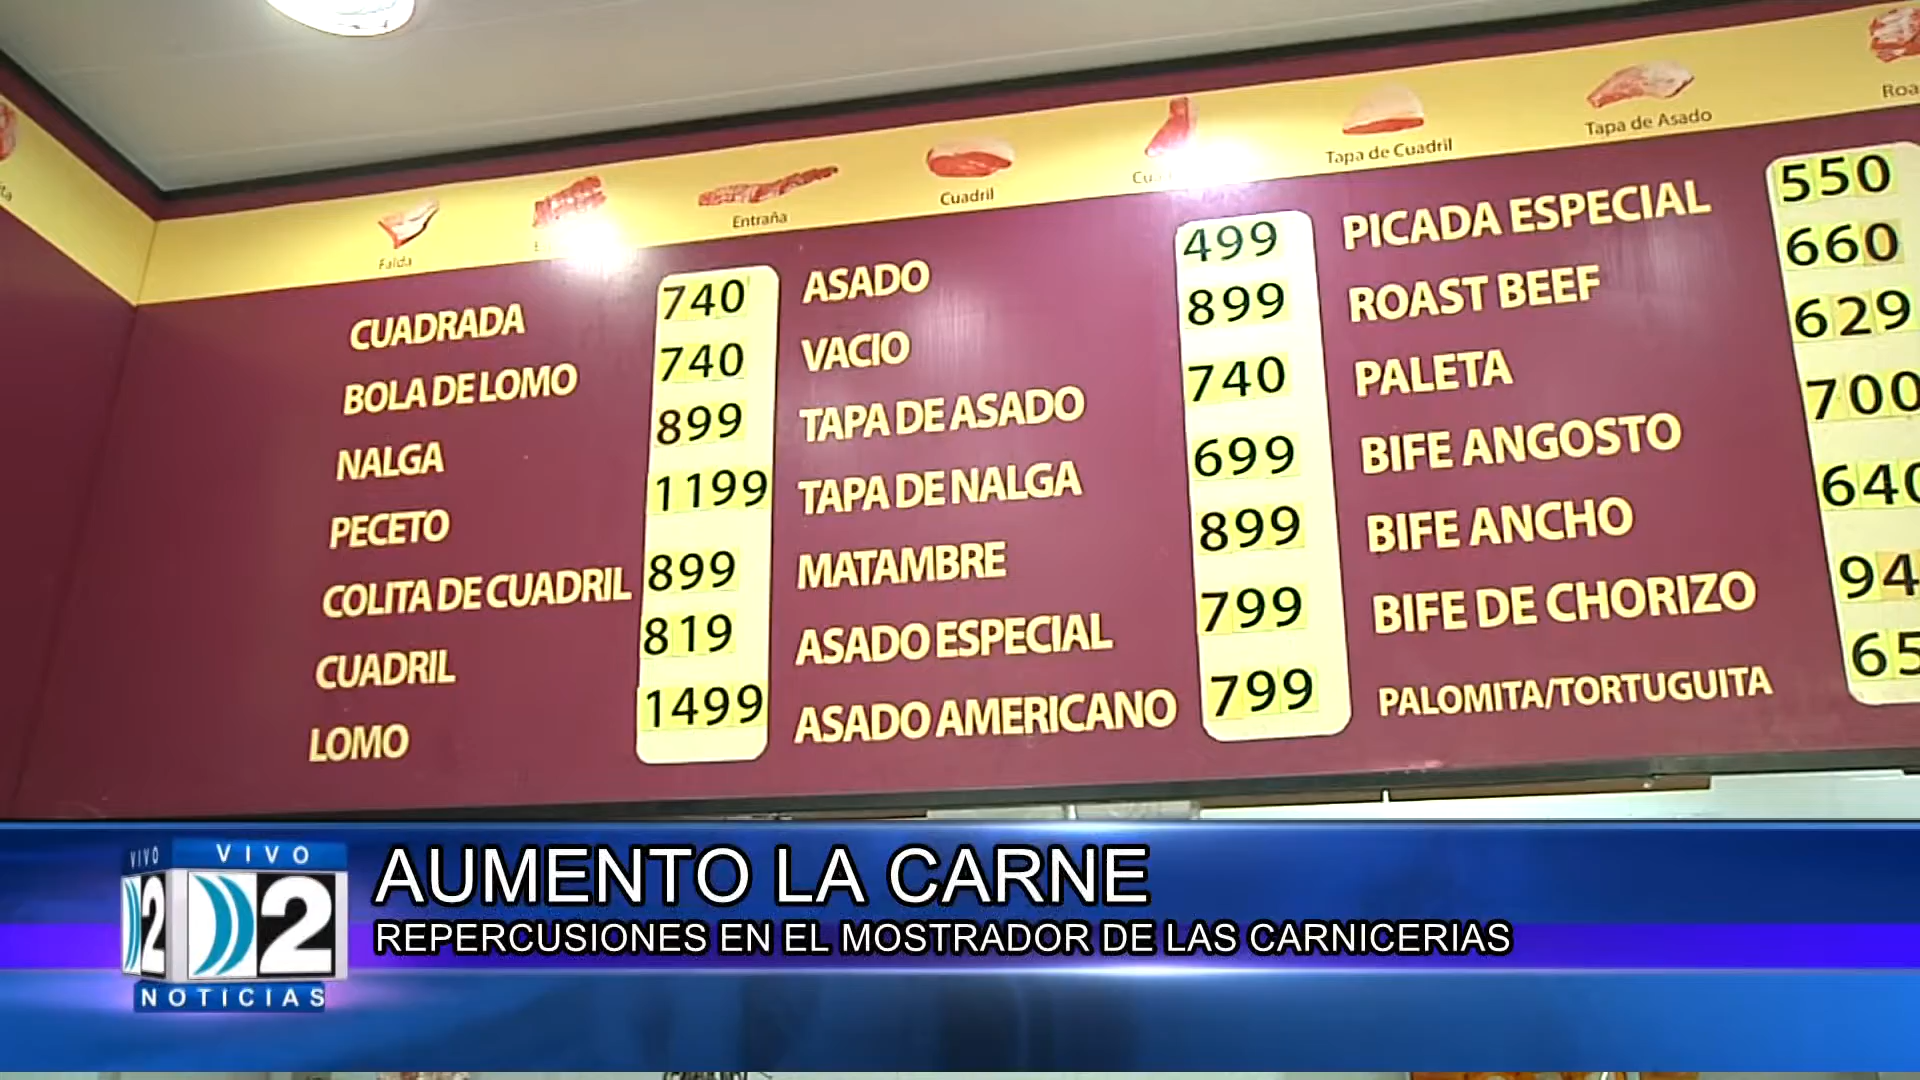 Falda
Entraña
Cuadril
Tapa de Cuadril
Tapa de Asado
CUADRADA 740
BOLA DE LOMO 740
NALGA 899
PECETO 1199
COLITA DE CUADRIL 899
CUADRIL 819
LOMO 1499
ASADO 499
VACIO 899
TAPA DE ASADO 740
TAPA DE NALGA 699
MATAMBRE 899
ASADO ESPECIAL 799
ASADO AMERICANO 799
PICADA ESPECIAL 550
ROAST BEEF 660
PALETA 629
BIFE ANGOSTO 700
BIFE ANCHO 640
BIFE DE CHORIZO
PALOMITA/TORTUGUITA
VIVO
VIVO
2
2
NOTICIAS
AUMENTO LA CARNE
REPERCUSIONES EN EL MOSTRADOR DE LAS CARNICERIAS